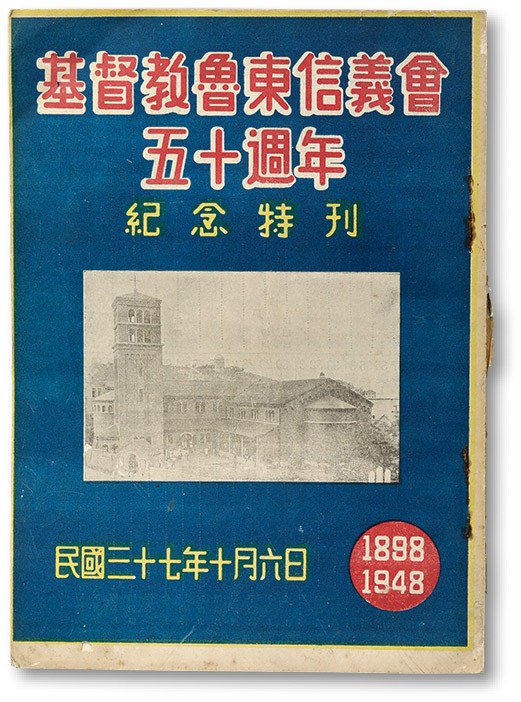 基督教魯東信義會
五十週年
紀念特刊
民國三十七年十月六日
1898
1948